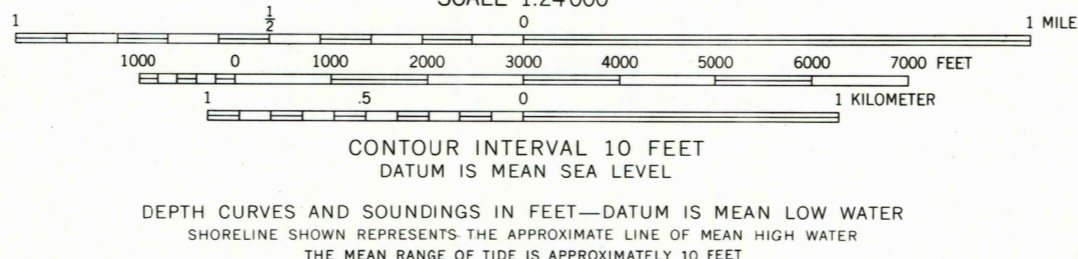 SCALE 1:24 000
1 1/2 0 1 MILE
1000 0 1000 2000 3000 4000 5000 6000 7000 FEET
1 .5 0 1 KILOMETER
CONTOUR INTERVAL 10 FEET
DATUM IS MEAN SEA LEVEL
DEPTH CURVES AND SOUNDINGS IN FEET—DATUM IS MEAN LOW WATER
SHORELINE SHOWN REPRESENTS THE APPROXIMATE LINE OF MEAN HIGH WATER
THE MEAN RANGE OF TIDE IS APPROXIMATELY 10 FEET